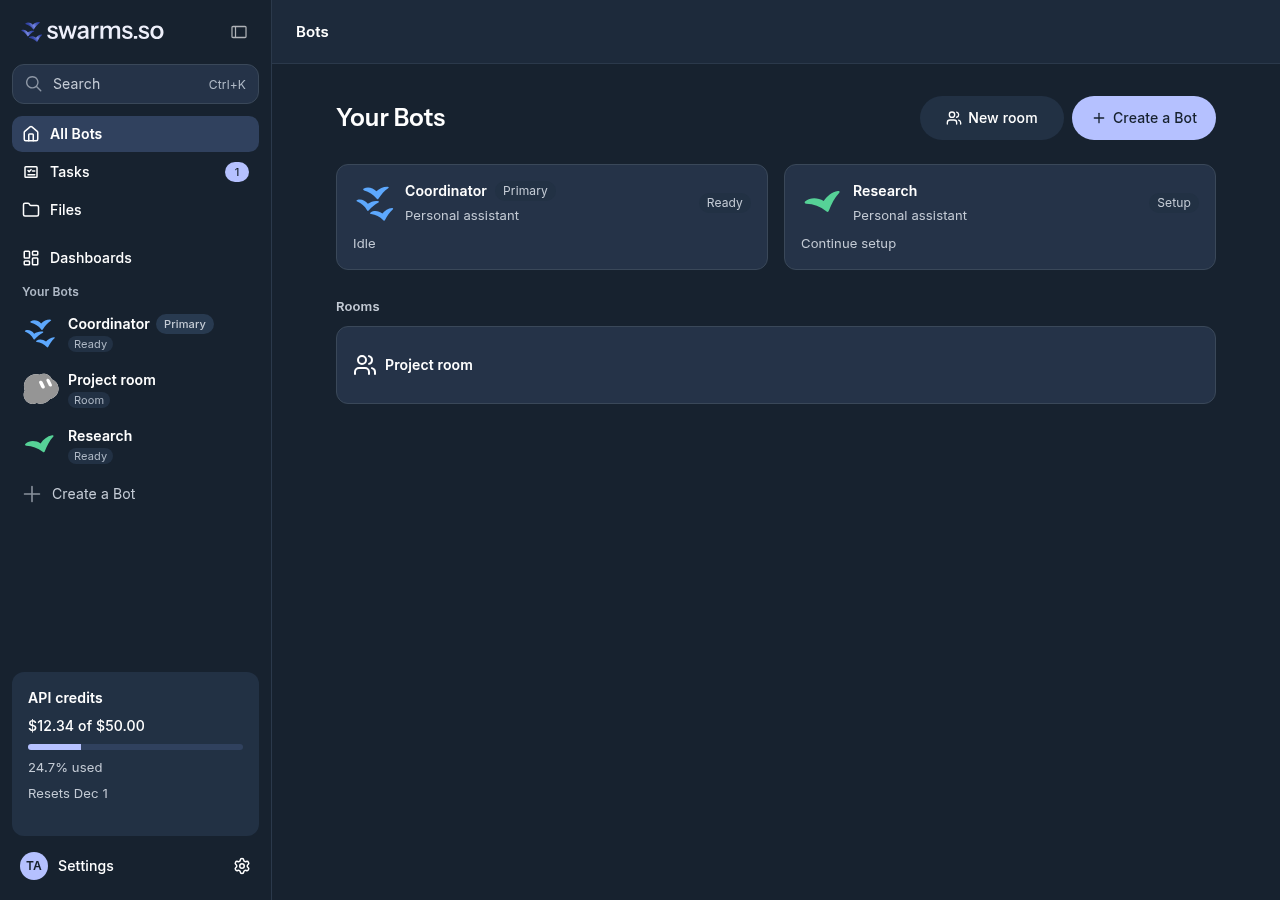 swarms.so
Search Ctrl+K
All Bots
Tasks 1
Files
Dashboards
Your Bots
Coordinator Primary
Ready
Project room
Room
Research
Ready
Create a Bot
API credits
$12.34 of $50.00
24.7% used
Resets Dec 1
TA Settings
Bots
Your Bots
New room
Create a Bot
Coordinator Primary
Personal assistant
Ready
Idle
Research
Personal assistant
Setup
Continue setup
Rooms
Project room